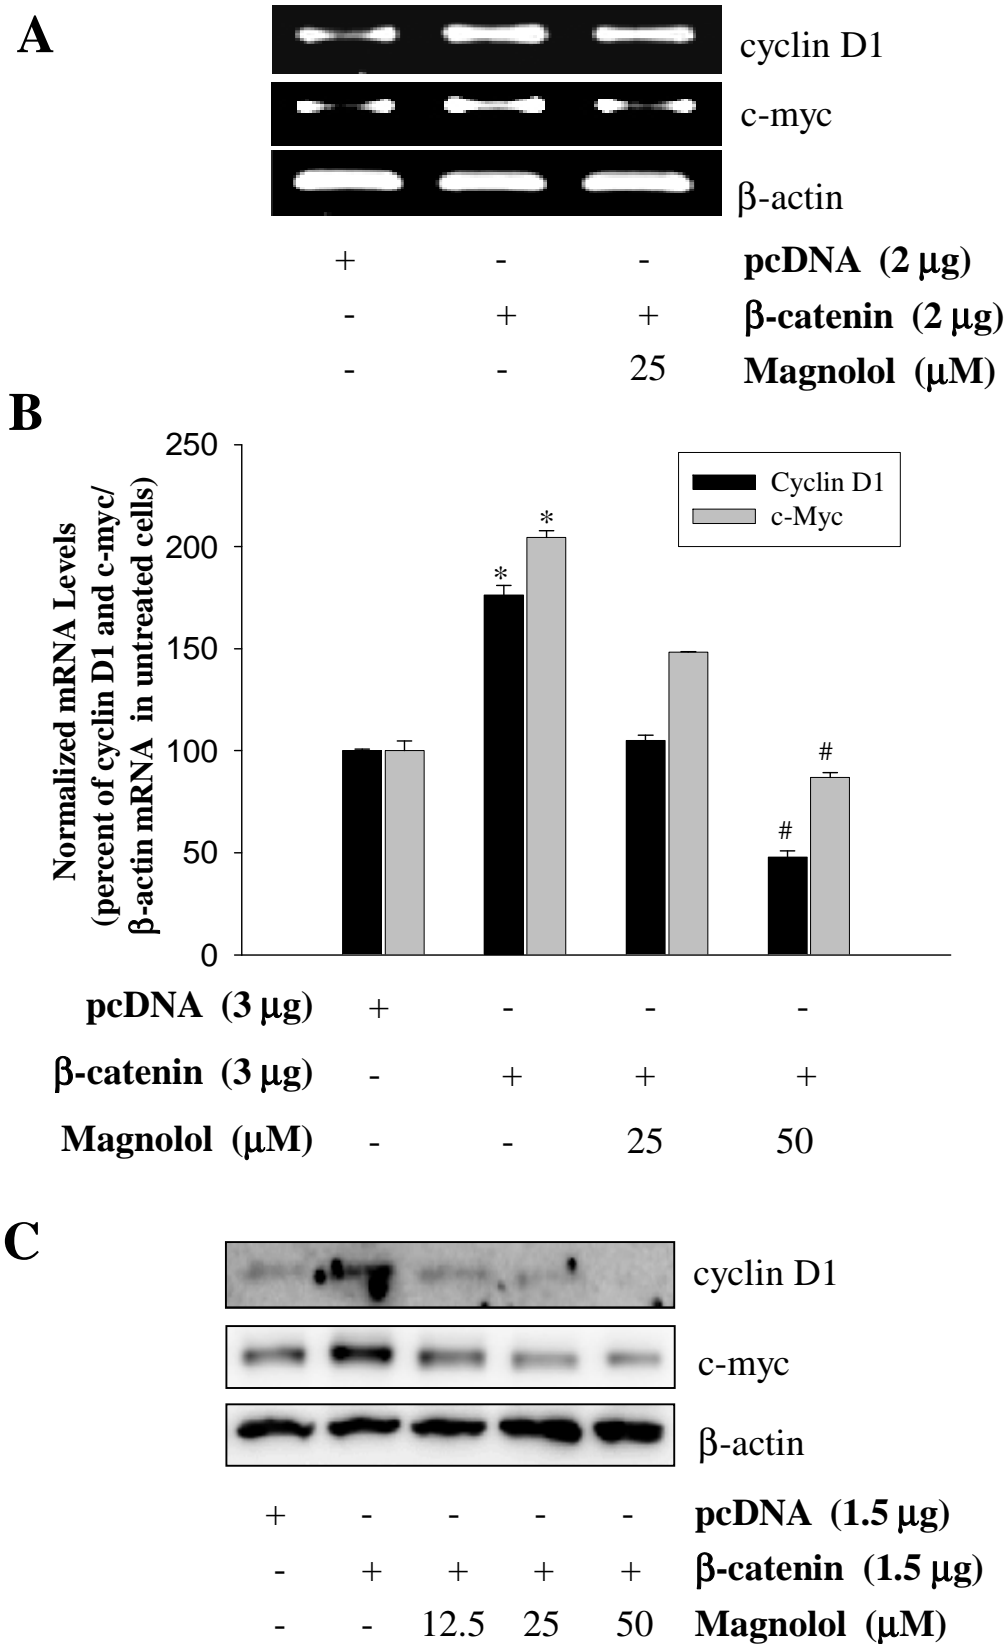 A
cyclin D1
c-myc
β-actin
+ - - pcDNA (2 μg)
- + + β-catenin (2 μg)
- - 25 Magnolol (μM)
B
Normalized mRNA Levels
(percent of cyclin D1 and c-myc/
β-actin mRNA in untreated cells)
250
200
150
100
50
0
Cyclin D1
c-Myc
*
*
#
#
pcDNA (3 μg) + - - -
β-catenin (3 μg) - + + +
Magnolol (μM) - - 25 50
C
cyclin D1
c-myc
β-actin
+ - - - - pcDNA (1.5 μg)
- + + + + β-catenin (1.5 μg)
- - 12.5 25 50 Magnolol (μM)